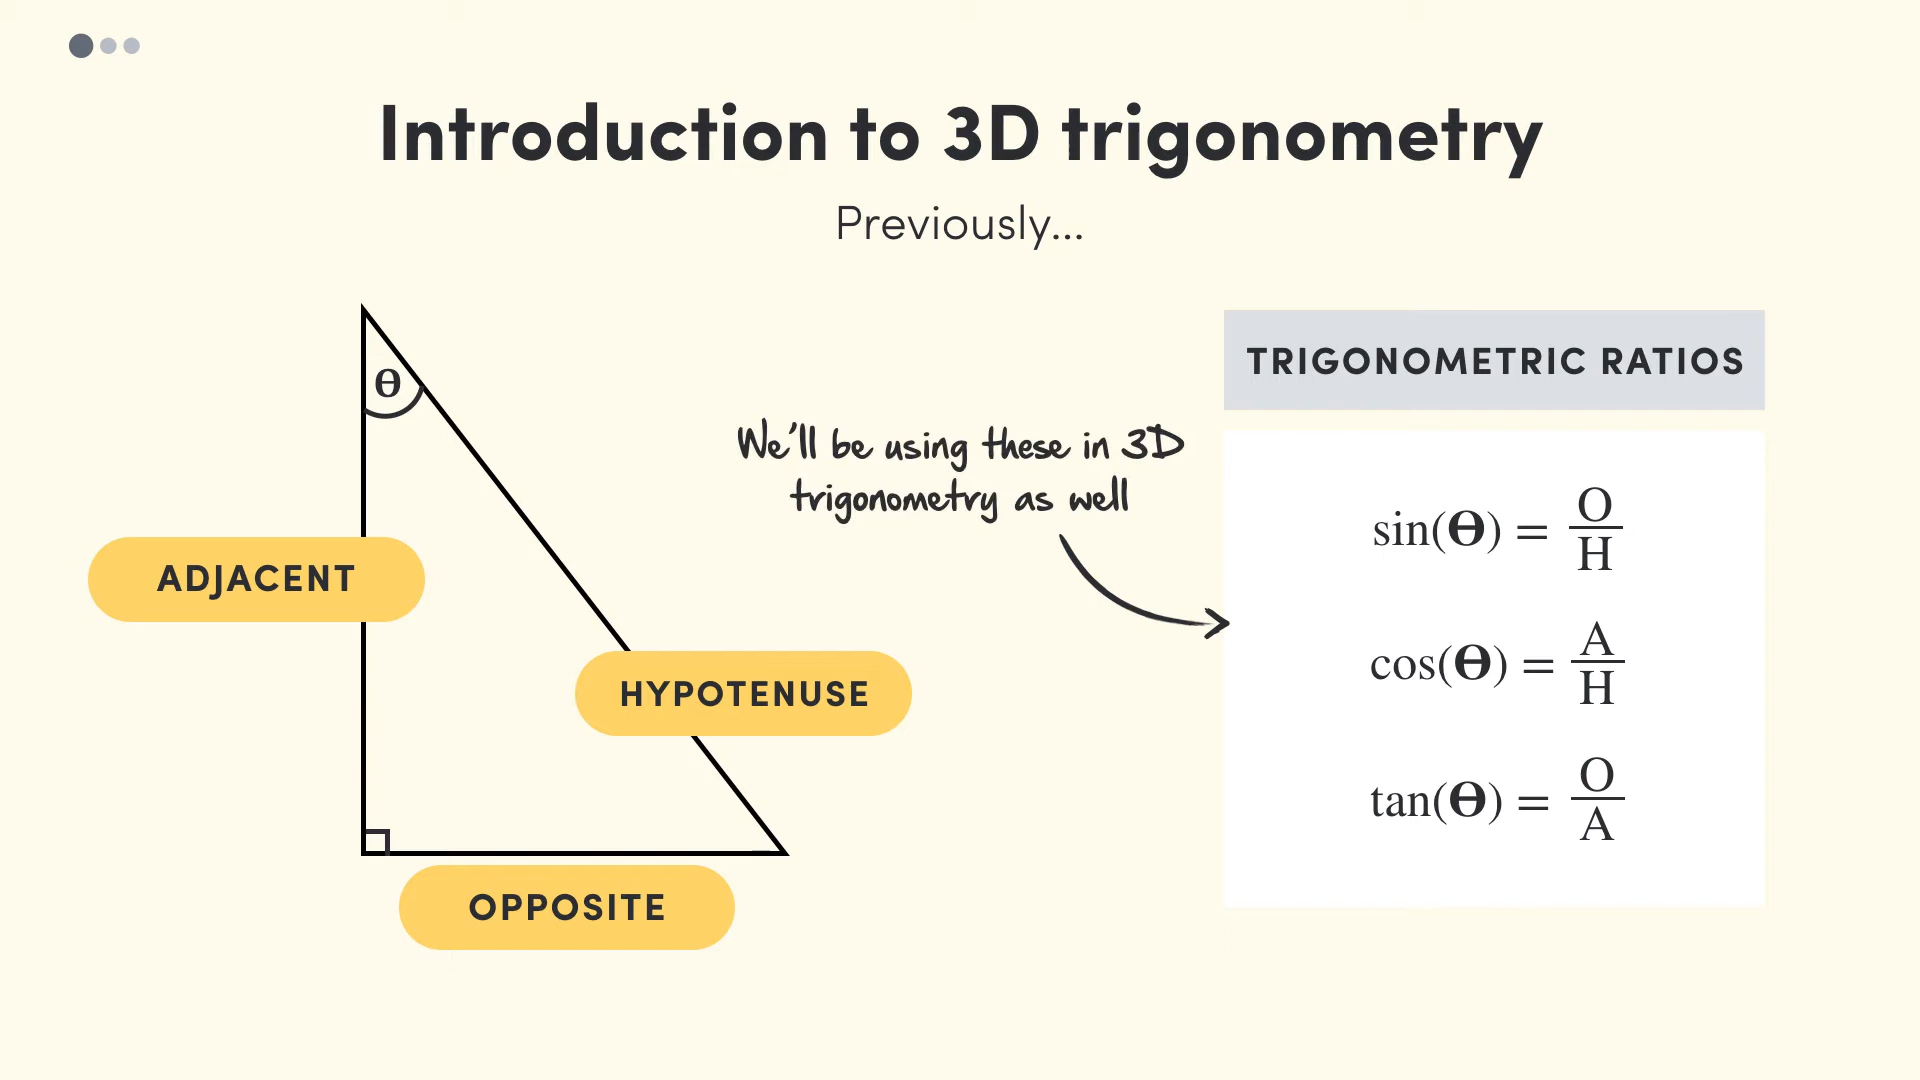 Introduction to 3D trigonometry
Previously...
θ
ADJACENT
HYPOTENUSE
OPPOSITE
We'll be using these in 3D
trigonometry as well
TRIGONOMETRIC RATIOS
sin(θ) = O/H
cos(θ) = A/H
tan(θ) = O/A